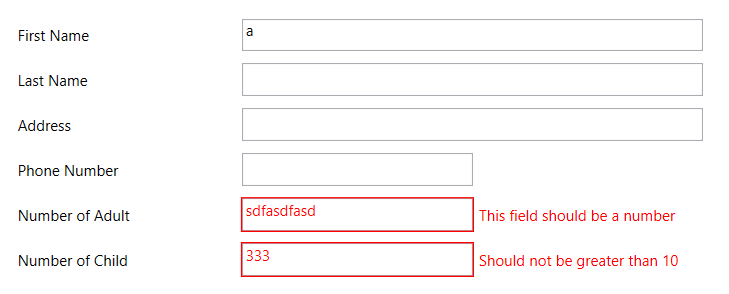 First Name a
Last Name
Address
Phone Number
Number of Adult sdfasdfasd This field should be a number
Number of Child 333 Should not be greater than 10